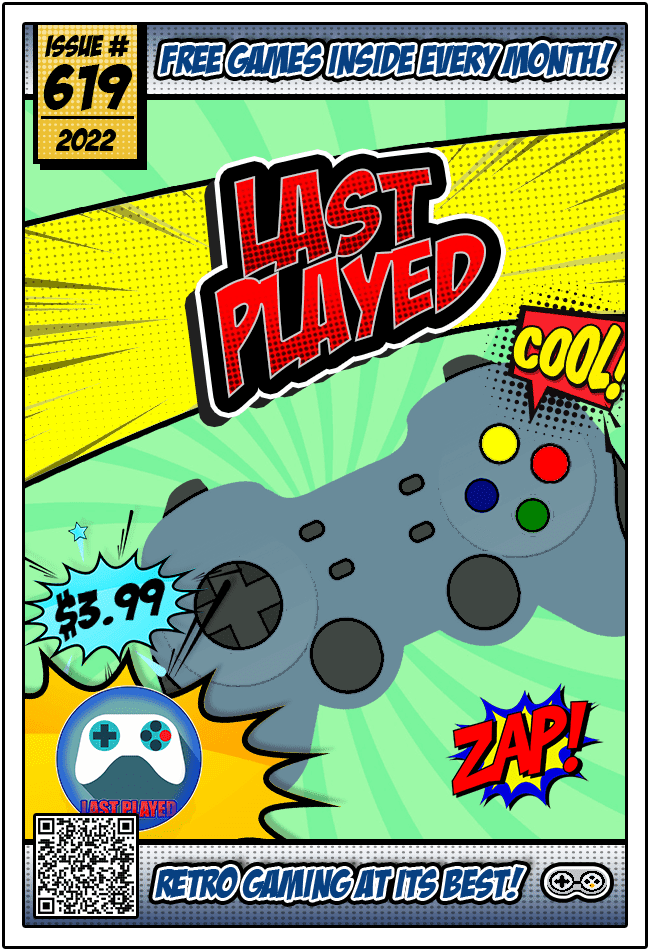 ISSUE #
619
2022
FREE GAMES INSIDE EVERY MONTH!
LAST
PLAYED
COOL!
$3.99
ZAP!
LAST PLAYED
RETRO GAMING AT ITS BEST!